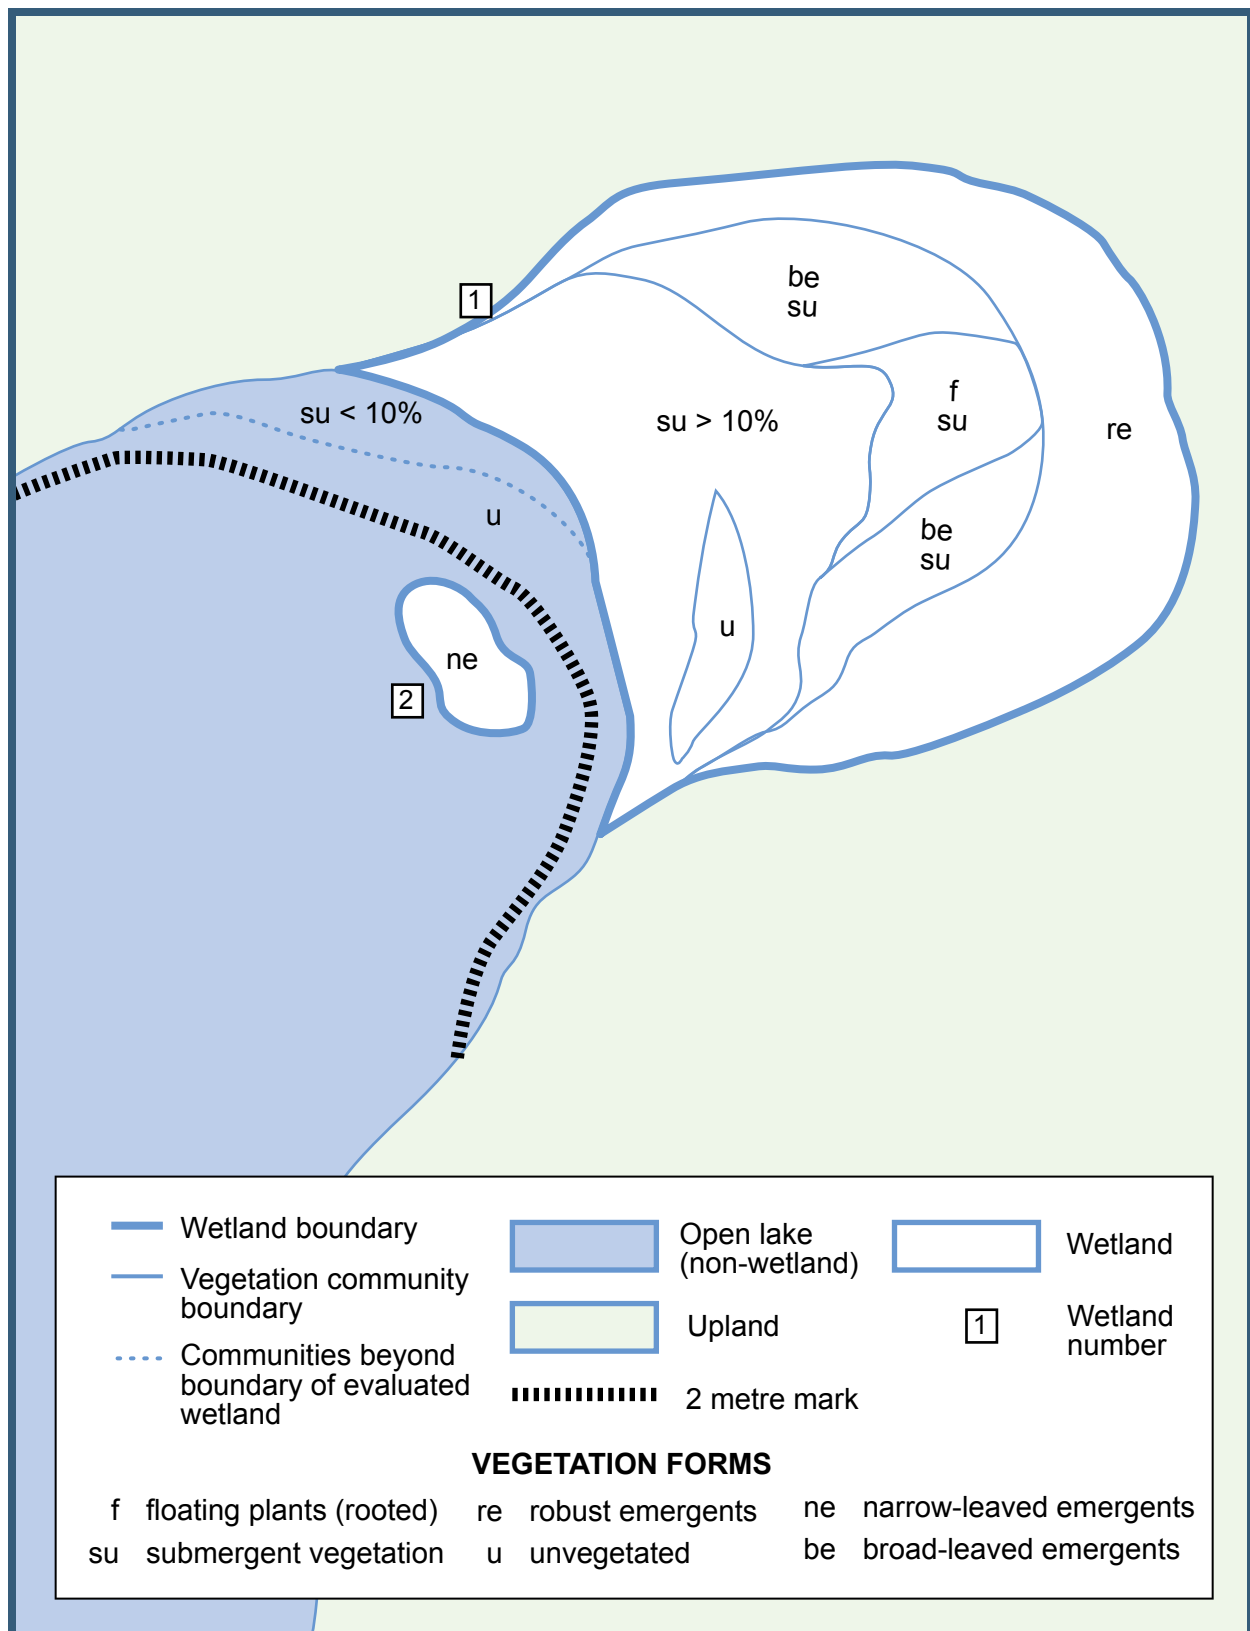 be
su
1
f
su
su < 10%
su > 10%
re
u
be
su
u
ne
2
Wetland boundary
Vegetation community
boundary
Communities beyond
boundary of evaluated
wetland
Open lake
(non-wetland)
Upland
2 metre mark
Wetland
1
Wetland
number
VEGETATION FORMS
f floating plants (rooted)
re robust emergents
ne narrow-leaved emergents
su submergent vegetation
u unvegetated
be broad-leaved emergents